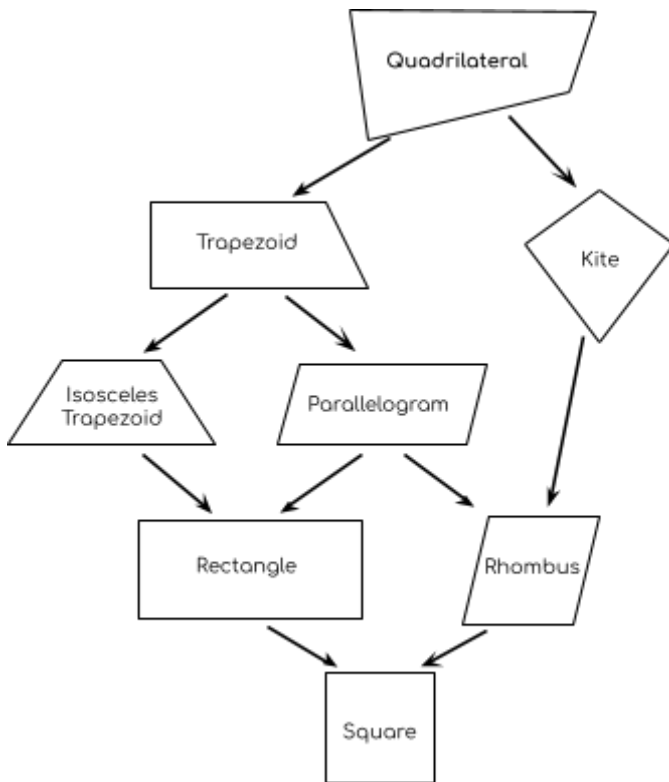 Quadrilateral
Trapezoid
Kite
Isosceles
Trapezoid
Parallelogram
Rectangle
Rhombus
Square